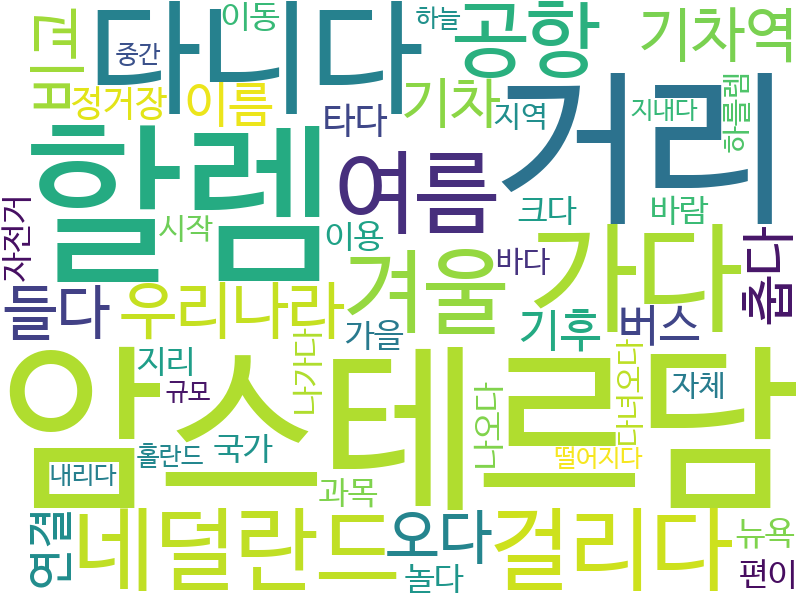 이동
하늘
다니다
공항
기차역
비교
중간
정거장
이름
타다
기차
지역
지내다
하를렘
거리
할렘
여름
크다
바람
자전거
시작
이용
바다
가다
춥다
겨울
들다
우리나라
가을
기후
버스
지리
규모
나가다
다녀오다
자체
암스테르담
나오다
홀란드
국가
떨어지다
내리다
과목
연결
네덜란드
오다
걸리다
뉴욕
놀다
편이